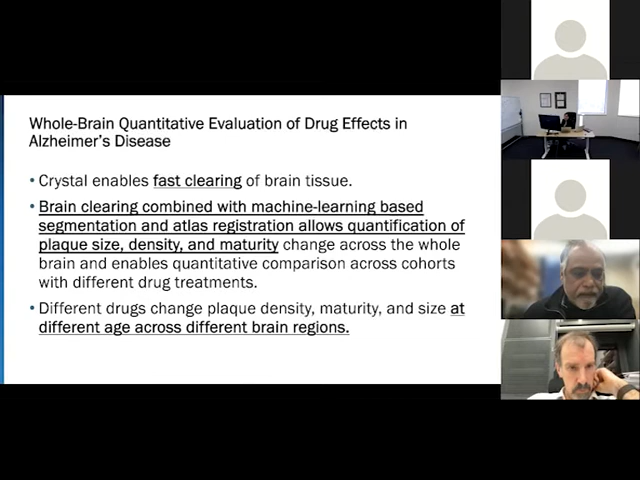 Whole-Brain Quantitative Evaluation of Drug Effects in
Alzheimer's Disease
• Crystal enables fast clearing of brain tissue.
• Brain clearing combined with machine-learning based
segmentation and atlas registration allows quantification of
plaque size, density, and maturity change across the whole
brain and enables quantitative comparison across cohorts
with different drug treatments.
• Different drugs change plaque density, maturity, and size at
different age across different brain regions.